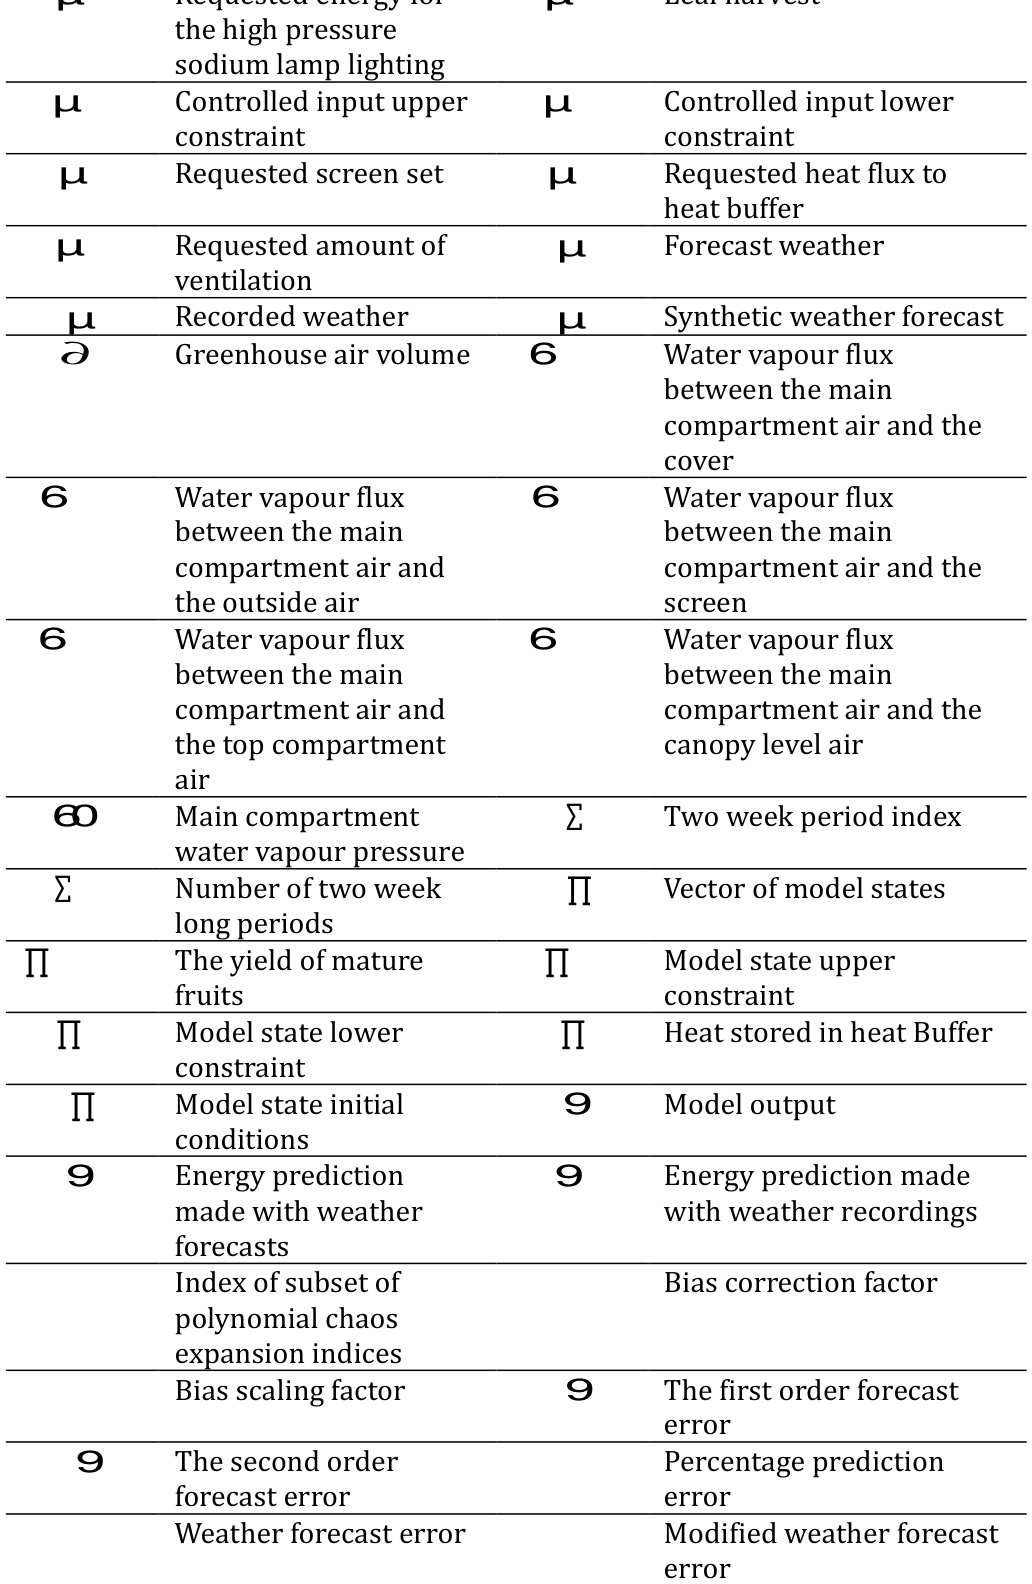 μ Requested energy for μ Leaf harvest
the high pressure
sodium lamp lighting
μ Controlled input upper μ Controlled input lower
constraint constraint
μ Requested screen set μ Requested heat flux to
heat buffer
μ Requested amount of μ Forecast weather
ventilation
μ Recorded weather μ Synthetic weather forecast
∂ Greenhouse air volume 6 Water vapour flux
between the main
compartment air and the
cover
6 Water vapour flux 6 Water vapour flux
between the main between the main
compartment air and compartment air and the
the outside air screen
6 Water vapour flux 6 Water vapour flux
between the main between the main
compartment air and compartment air and the
the top compartment canopy level air
air
60 Main compartment ∑ Two week period index
water vapour pressure
∑ Number of two week ∏ Vector of model states
long periods
∏ The yield of mature ∏ Model state upper
fruits constraint
∏ Model state lower ∏ Heat stored in heat Buffer
constraint
∏ Model state initial 9 Model output
conditions
9 Energy prediction 9 Energy prediction made
made with weather with weather recordings
forecasts
Index of subset of Bias correction factor
polynomial chaos
expansion indices
Bias scaling factor 9 The first order forecast
error
9 The second order Percentage prediction
forecast error error
Weather forecast error Modified weather forecast
error